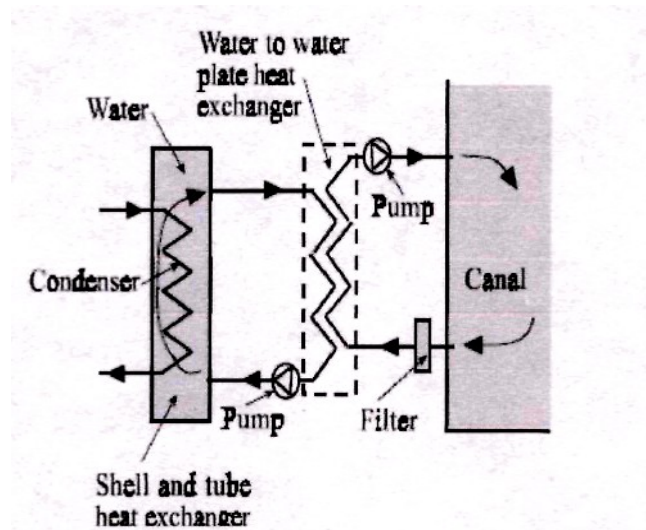 Water to water
plate heat
exchanger
Water
Pump
Condenser
Canal
Pump
Filter
Shell and tube
heat exchanger